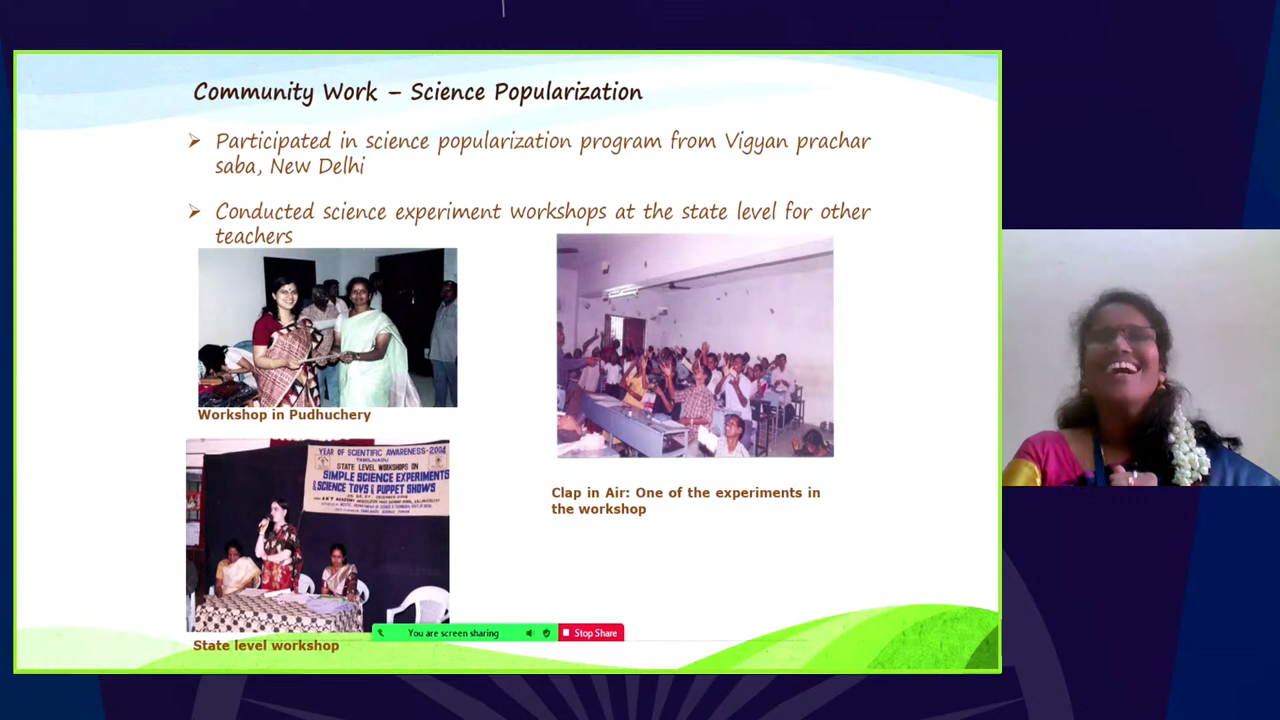 Community Work – Science Popularization
Participated in science popularization program from Vigyan prachar
saba, New Delhi
Conducted science experiment workshops at the state level for other
teachers
Workshop in Pudhuchery
YEAR OF SCIENTIFIC AWARENESS-2004
TAMILNADU
STATE LEVEL WORKSHOPS ON
SIMPLE SCIENCE EXPERIMENTS
& SCIENCE TOYS & PUPPET SHOWS
Clap in Air: One of the experiments in
the workshop
You are screen sharing
Stop Share
State level workshop